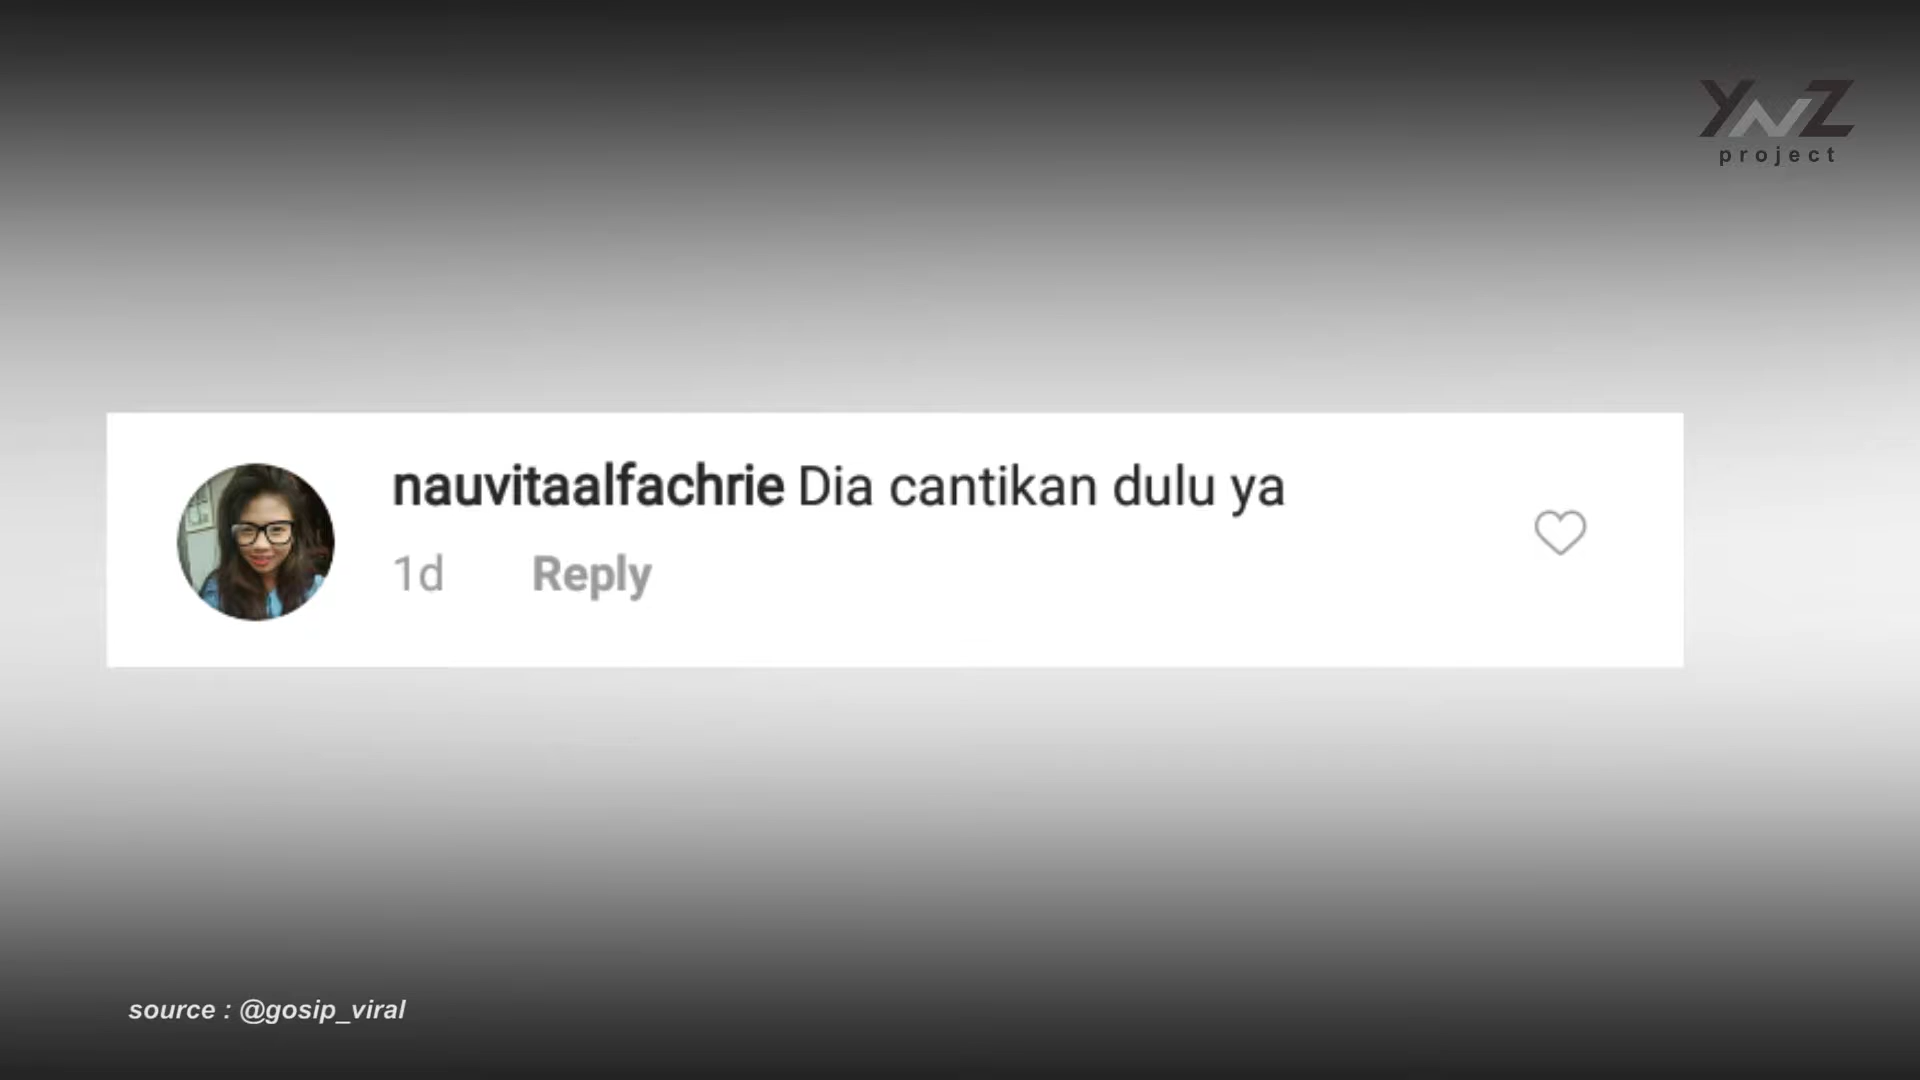 YNZ
project
nauvitaalfachrie Dia cantikan dulu ya
1d Reply
source : @gosip_viral